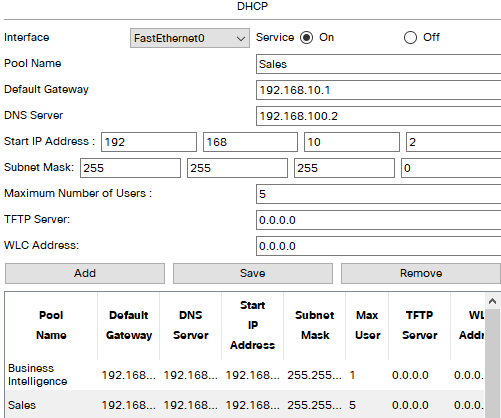 DHCP
Interface FastEthernet0 Service On Off
Pool Name Sales
Default Gateway 192.168.10.1
DNS Server 192.168.100.2
Start IP Address : 192 168 10 2
Subnet Mask: 255 255 255 0
Maximum Number of Users : 5
TFTP Server: 0.0.0.0
WLC Address: 0.0.0.0
Add Save Remove
Pool Name Default Gateway DNS Server Start IP Address Subnet Mask Max User TFTP Server WL Addr
Business Intelligence 192.168... 192.168... 192.168... 255.255... 1 0.0.0.0 0.0.0.0
Sales 192.168... 192.168... 192.168... 255.255... 5 0.0.0.0 0.0.0.0